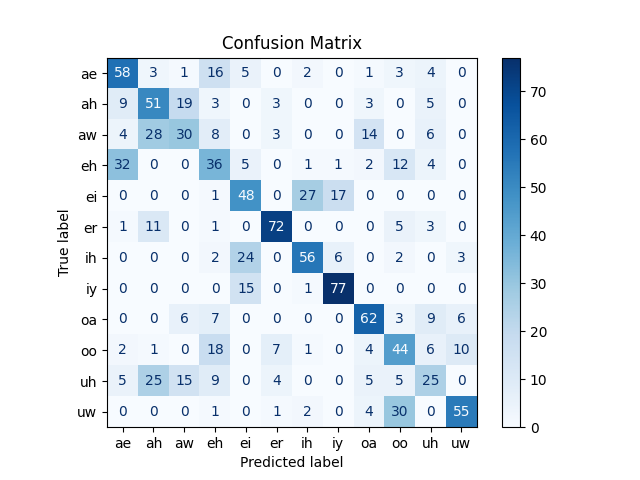 Confusion Matrix
ae 58 3 1 16 5 0 2 0 1 3 4 0
ah 9 51 19 3 0 3 0 0 3 0 5 0
aw 4 28 30 8 0 3 0 0 14 0 6 0
eh 32 0 0 36 5 0 1 1 2 12 4 0
ei 0 0 0 1 48 0 27 17 0 0 0 0
er 1 11 0 1 0 72 0 0 0 5 3 0
ih 0 0 0 2 24 0 56 6 0 2 0 3
iy 0 0 0 0 15 0 1 77 0 0 0 0
oa 0 0 6 7 0 0 0 0 62 3 9 6
oo 2 1 0 18 0 7 1 0 4 44 6 10
uh 5 25 15 9 0 4 0 0 5 5 25 0
uw 0 0 0 1 0 1 2 0 4 30 0 55
ae ah aw eh ei er ih iy oa oo uh uw
Predicted label
True label
70
60
50
40
30
20
10
0